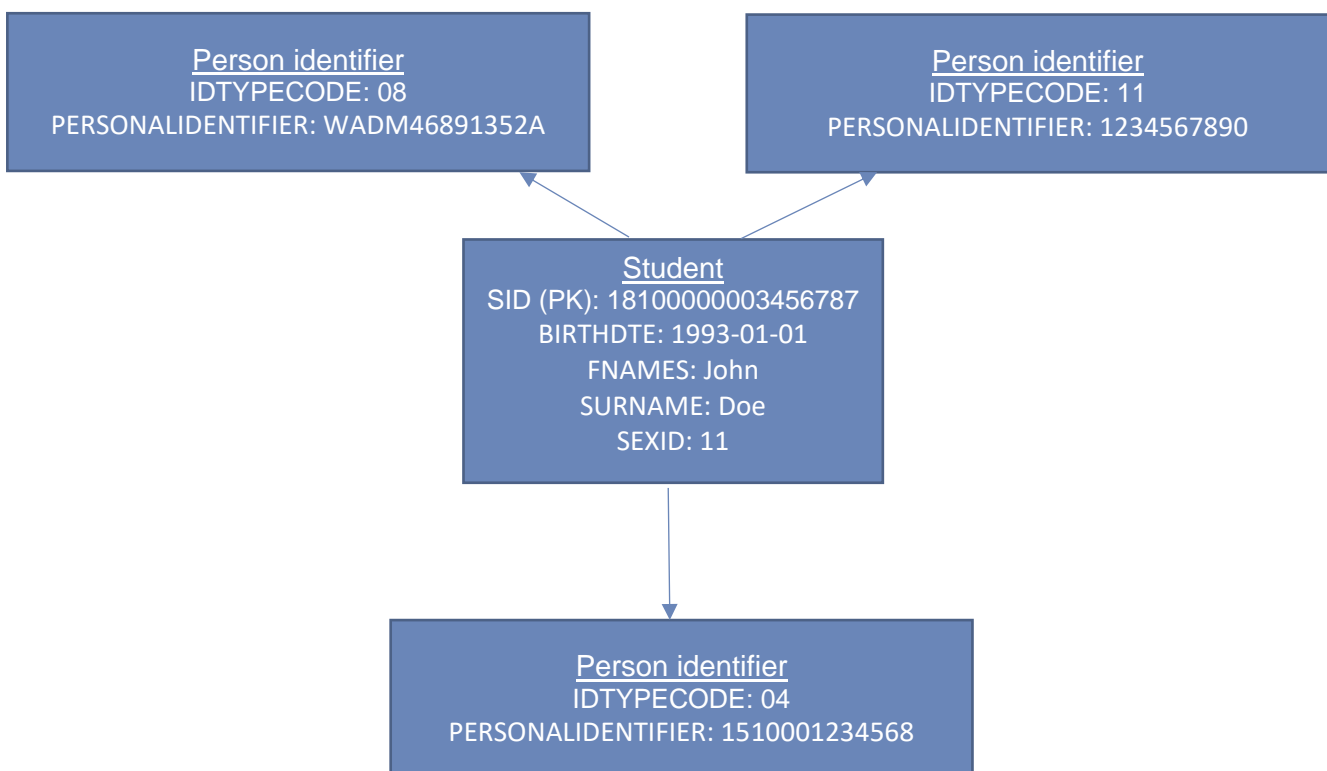 Person identifier
IDTYPECODE: 08
PERSONALIDENTIFIER: WADM46891352A
Person identifier
IDTYPECODE: 11
PERSONALIDENTIFIER: 1234567890
Student
SID (PK): 18100000003456787
BIRTHDTE: 1993-01-01
FNAMES: John
SURNAME: Doe
SEXID: 11
Person identifier
IDTYPECODE: 04
PERSONALIDENTIFIER: 1510001234568